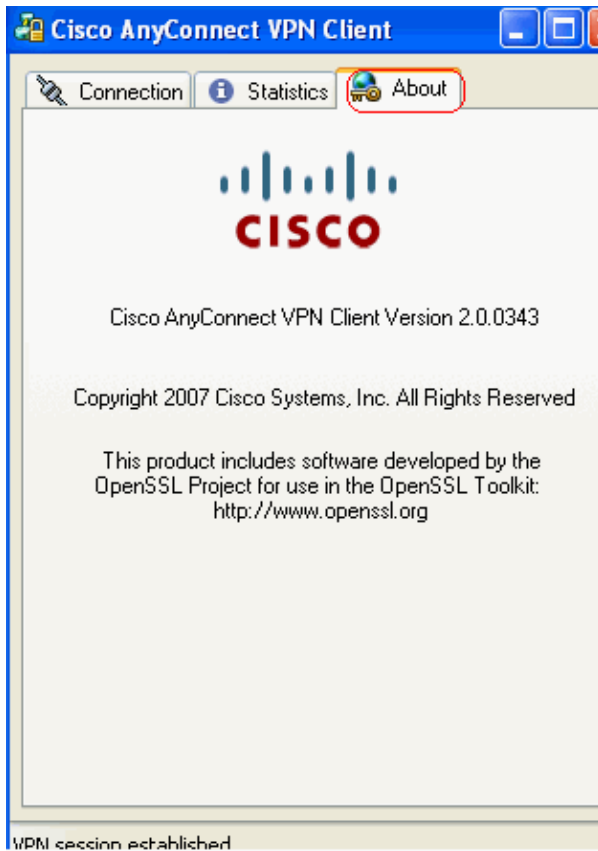 Cisco AnyConnect VPN Client
Connection
Statistics
About
CISCO
Cisco AnyConnect VPN Client Version 2.0.0343
Copyright 2007 Cisco Systems, Inc. All Rights Reserved
This product includes software developed by the
OpenSSL Project for use in the OpenSSL Toolkit:
http://www.openssl.org
VPN session established